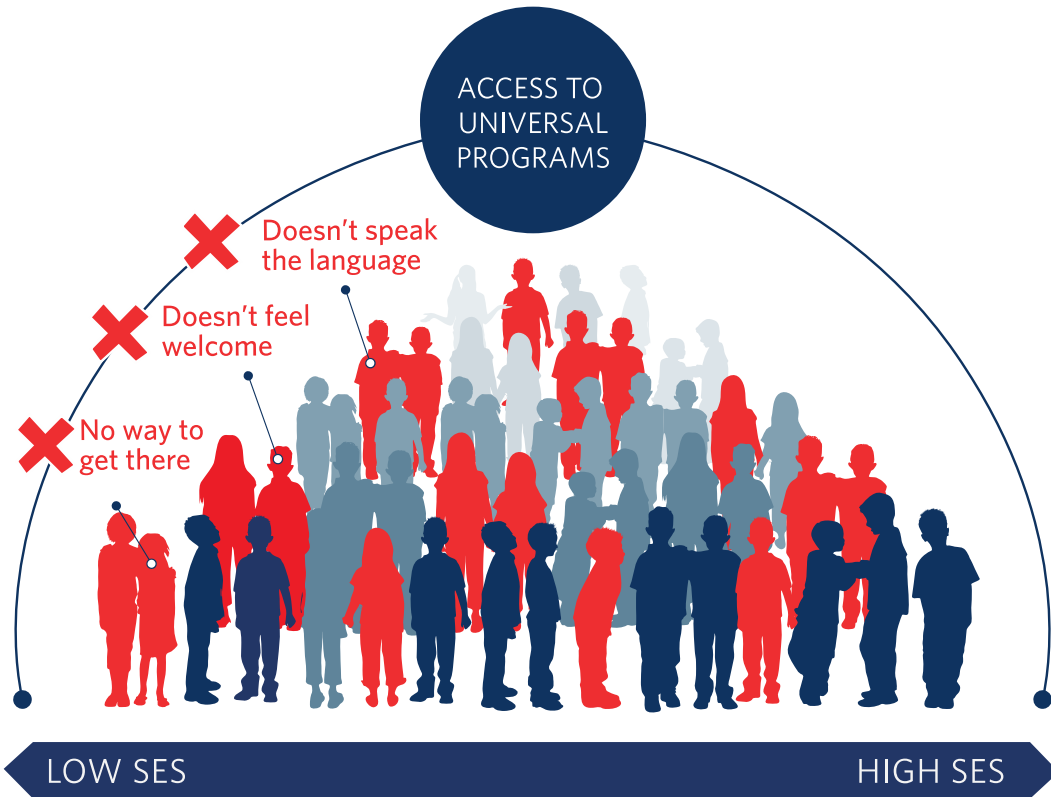 ACCESS TO
UNIVERSAL
PROGRAMS
Doesn't speak
the language
Doesn't feel
welcome
No way to
get there
LOW SES
HIGH SES